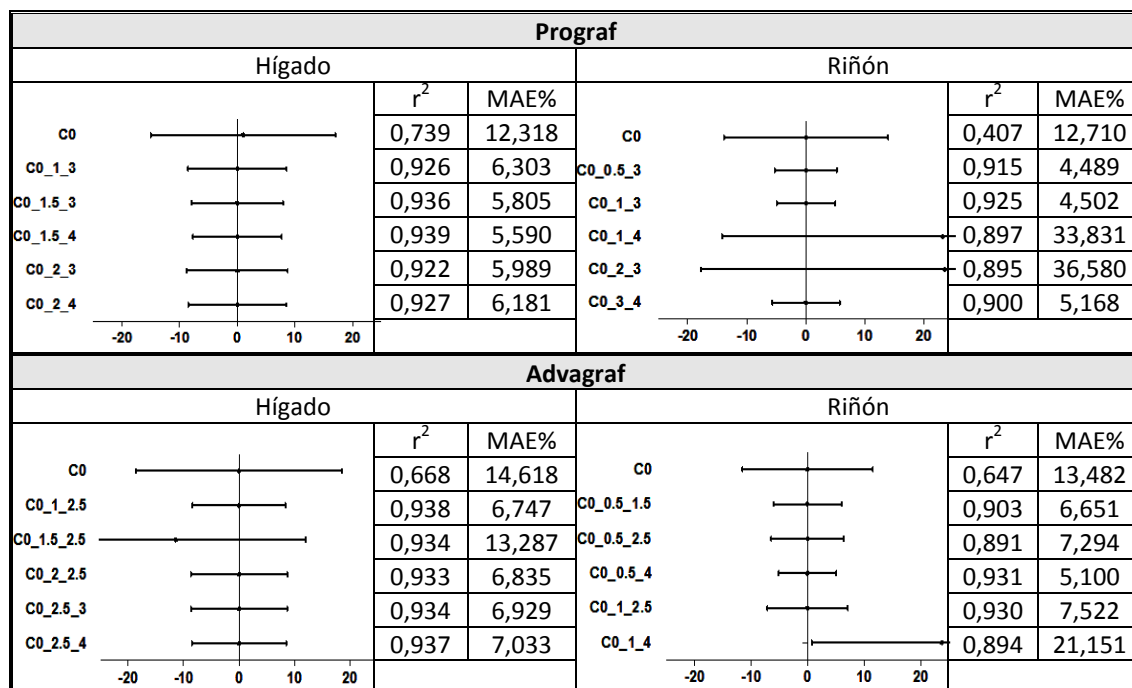 Prograf
Hígado Riñón
r² MAE% r² MAE%
C0 0,739 12,318 C0 0,407 12,710
C0_1_3 0,926 6,303 C0_0.5_3 0,915 4,489
C0_1.5_3 0,936 5,805 C0_1_3 0,925 4,502
C0_1.5_4 0,939 5,590 C0_1_4 0,897 33,831
C0_2_3 0,922 5,989 C0_2_3 0,895 36,580
C0_2_4 0,927 6,181 C0_3_4 0,900 5,168
-20 -10 0 10 20 -20 -10 0 10 20
Advagraf
Hígado Riñón
r² MAE% r² MAE%
C0 0,668 14,618 C0 0,647 13,482
C0_1_2.5 0,938 6,747 C0_0.5_1.5 0,903 6,651
C0_1.5_2.5 0,934 13,287 C0_0.5_2.5 0,891 7,294
C0_2_2.5 0,933 6,835 C0_0.5_4 0,931 5,100
C0_2.5_3 0,934 6,929 C0_1_2.5 0,930 7,522
C0_2.5_4 0,937 7,033 C0_1_4 0,894 21,151
-20 -10 0 10 20 -20 -10 0 10 20